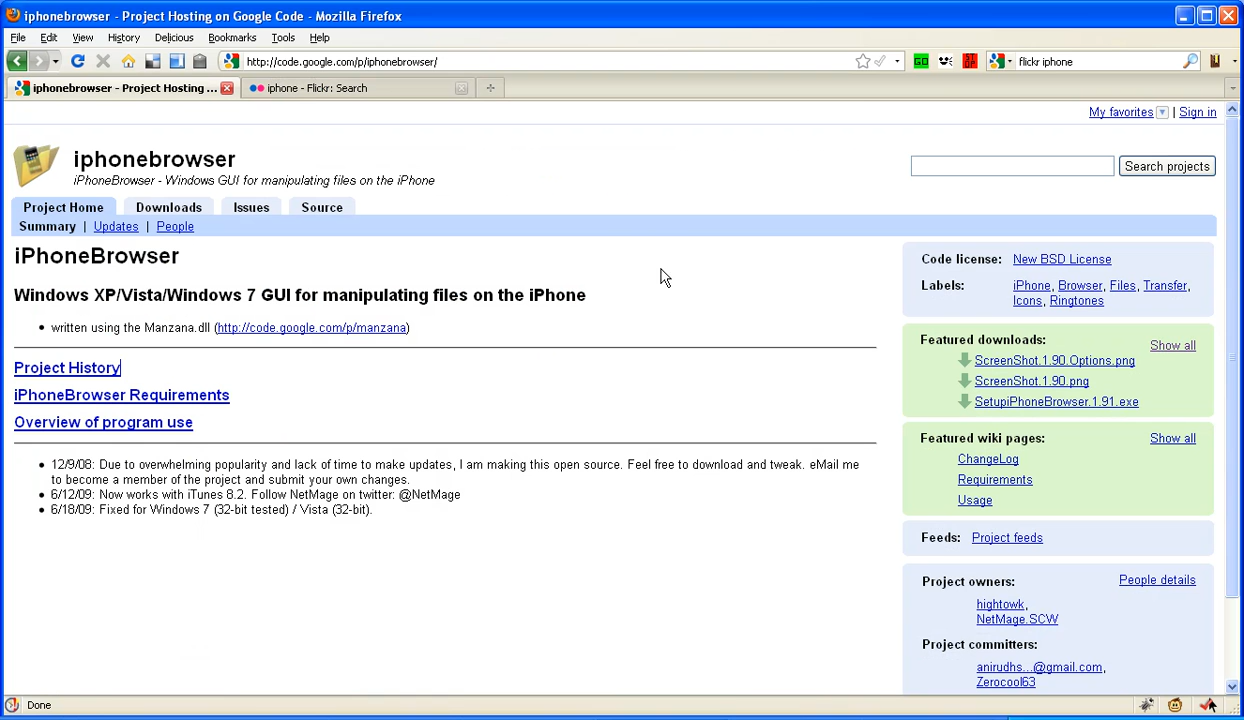 iphonebrowser - Project Hosting on Google Code - Mozilla Firefox
File Edit View History Delicious Bookmarks Tools Help
http://code.google.com/p/iphonebrowser/ GO STOP flickr iphone
iphonebrowser - Project Hosting ... iphone - Flickr: Search
My favorites | Sign in
iphonebrowser
iPhoneBrowser - Windows GUI for manipulating files on the iPhone
Search projects
Project Home Downloads Issues Source
Summary | Updates | People
iPhoneBrowser
Windows XP/Vista/Windows 7 GUI for manipulating files on the iPhone
• written using the Manzana.dll (http://code.google.com/p/manzana)
Project History
iPhoneBrowser Requirements
Overview of program use
• 12/9/08: Due to overwhelming popularity and lack of time to make updates, I am making this open source. Feel free to download and tweak. eMail me
to become a member of the project and submit your own changes.
• 6/12/09: Now works with iTunes 8.2. Follow NetMage on twitter: @NetMage
• 6/18/09: Fixed for Windows 7 (32-bit tested) / Vista (32-bit).
Code license: New BSD License
Labels: iPhone, Browser, Files, Transfer,
Icons, Ringtones
Featured downloads: Show all
ScreenShot.1.90.Options.png
ScreenShot.1.90.png
SetupiPhoneBrowser.1.91.exe
Featured wiki pages: Show all
ChangeLog
Requirements
Usage
Feeds: Project feeds
Project owners: People details
hightowk,
NetMage.SCW
Project committers:
anirudhs...@gmail.com,
Zerocool63
Done